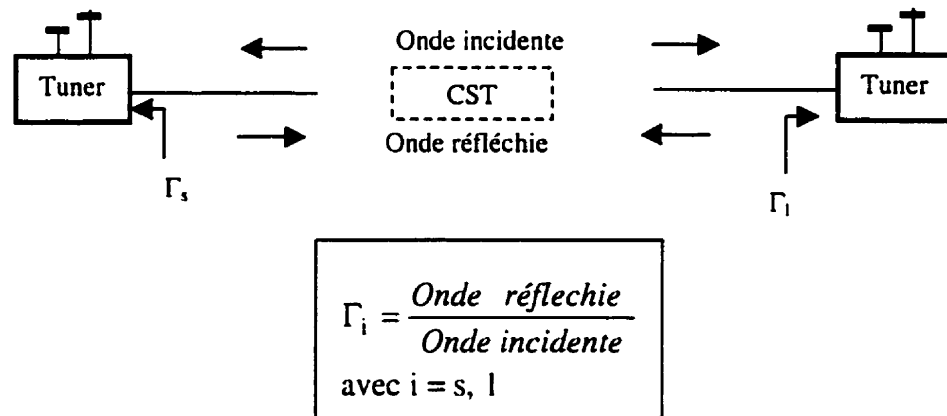 Onde incidente
Tuner
CST
Tuner
Onde réfléchie
Γs
Γl
Γi = Onde réflechie / Onde incidente
avec i = s, l